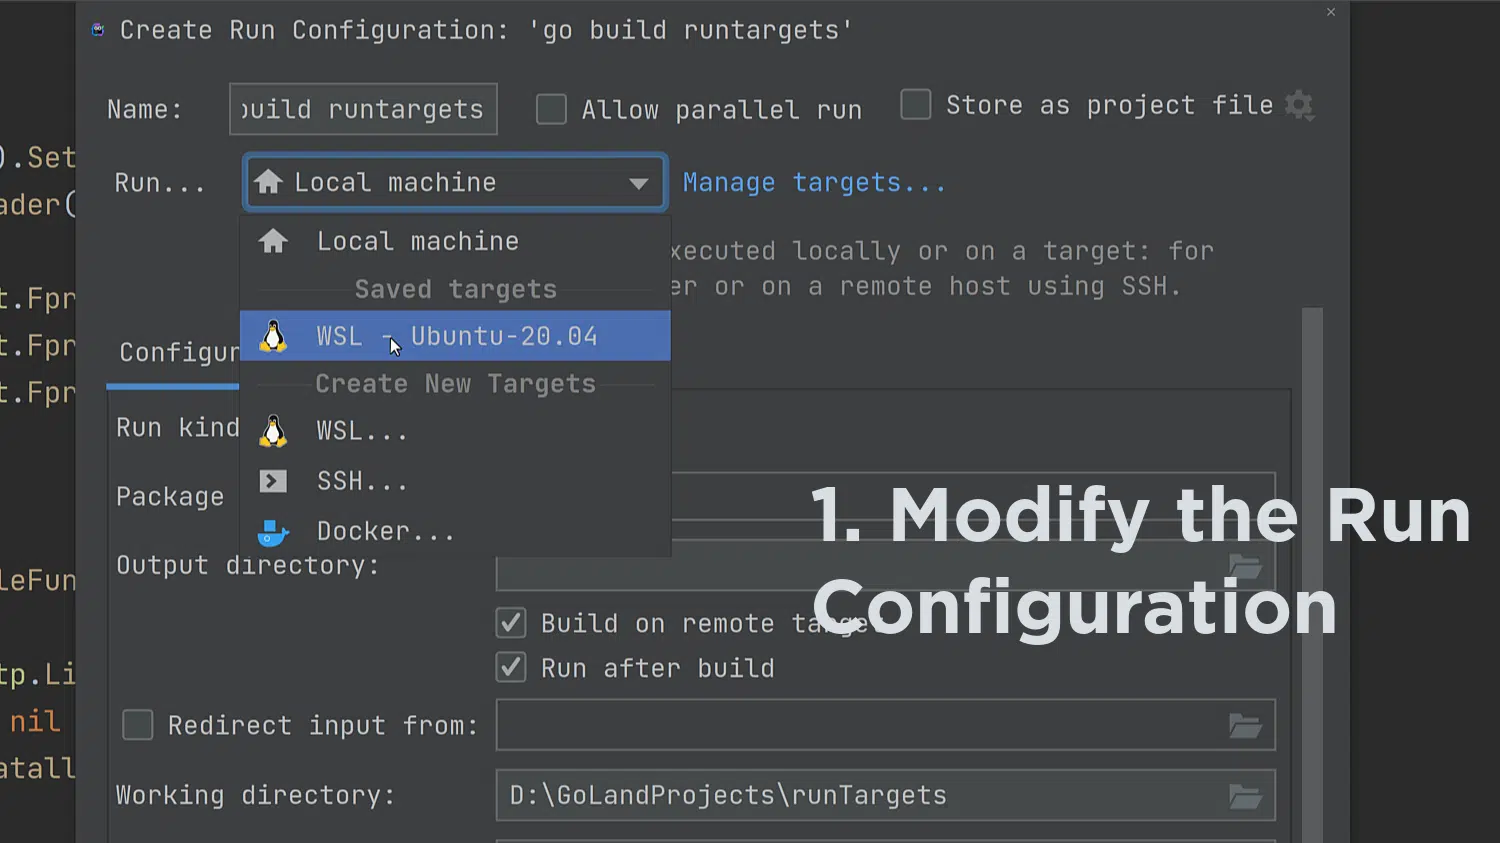 Create Run Configuration: 'go build runtargets'
Name: build runtargets Allow parallel run Store as project file
Run... Local machine Manage targets...
Local machine
executed locally or on a target: for
Saved targets
er or on a remote host using SSH.
WSL - Ubuntu-20.04
Configur
Create New Targets
Run kind
WSL...
SSH...
Package
Docker...
Output directory:
1. Modify the Run
Configuration
Build on remote target
Run after build
Redirect input from:
Working directory: D:\GoLandProjects\runTargets
).Set
ader(
t.Fpr
t.Fpr
t.Fpr
leFun
tp.Li
nil
atall